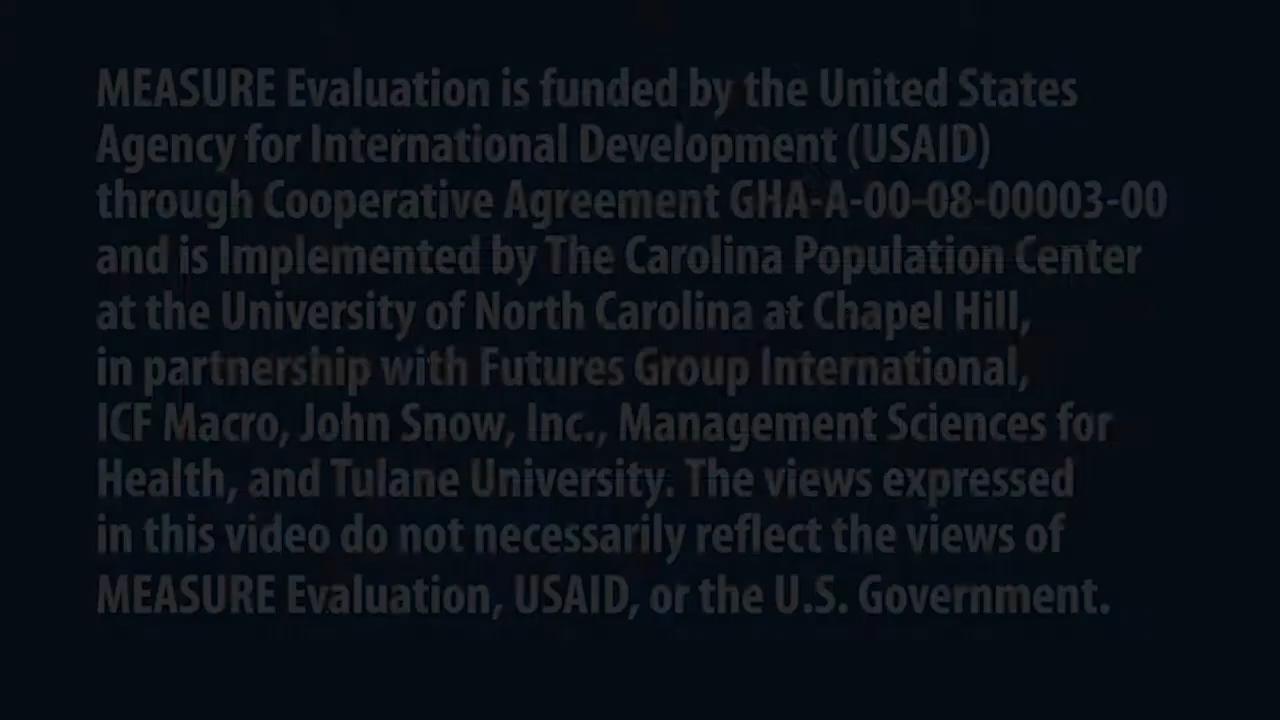 MEASURE Evaluation is funded by the United States
Agency for International Development (USAID)
through Cooperative Agreement GHA-A-00-08-00003-00
and is Implemented by The Carolina Population Center
at the University of North Carolina at Chapel Hill,
in partnership with Futures Group International,
ICF Macro, John Snow, Inc., Management Sciences for
Health, and Tulane University. The views expressed
in this video do not necessarily reflect the views of
MEASURE Evaluation, USAID, or the U.S. Government.